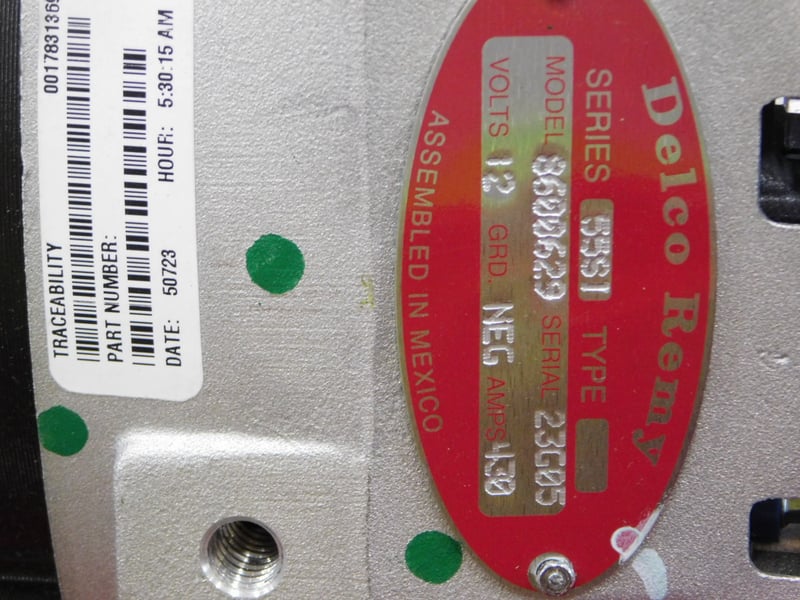 TRACEABILITY
PART NUMBER:
DATE: 50723 HOUR: 5:30:15 AM
Delco Remy
SERIES 55SI TYPE
MODEL 8600629 SERIAL 23G05
VOLTS 12 GRD. NEG AMPS 430
ASSEMBLED IN MEXICO